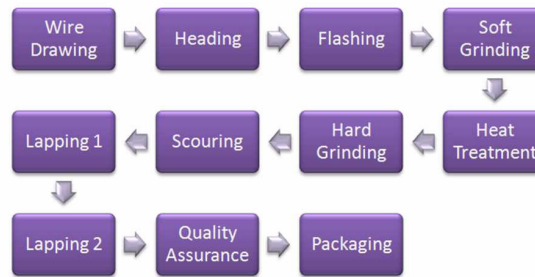 Wire
Drawing
Heading
Flashing
Soft
Grinding
Heat
Treatment
Hard
Grinding
Scouring
Lapping 1
Lapping 2
Quality
Assurance
Packaging